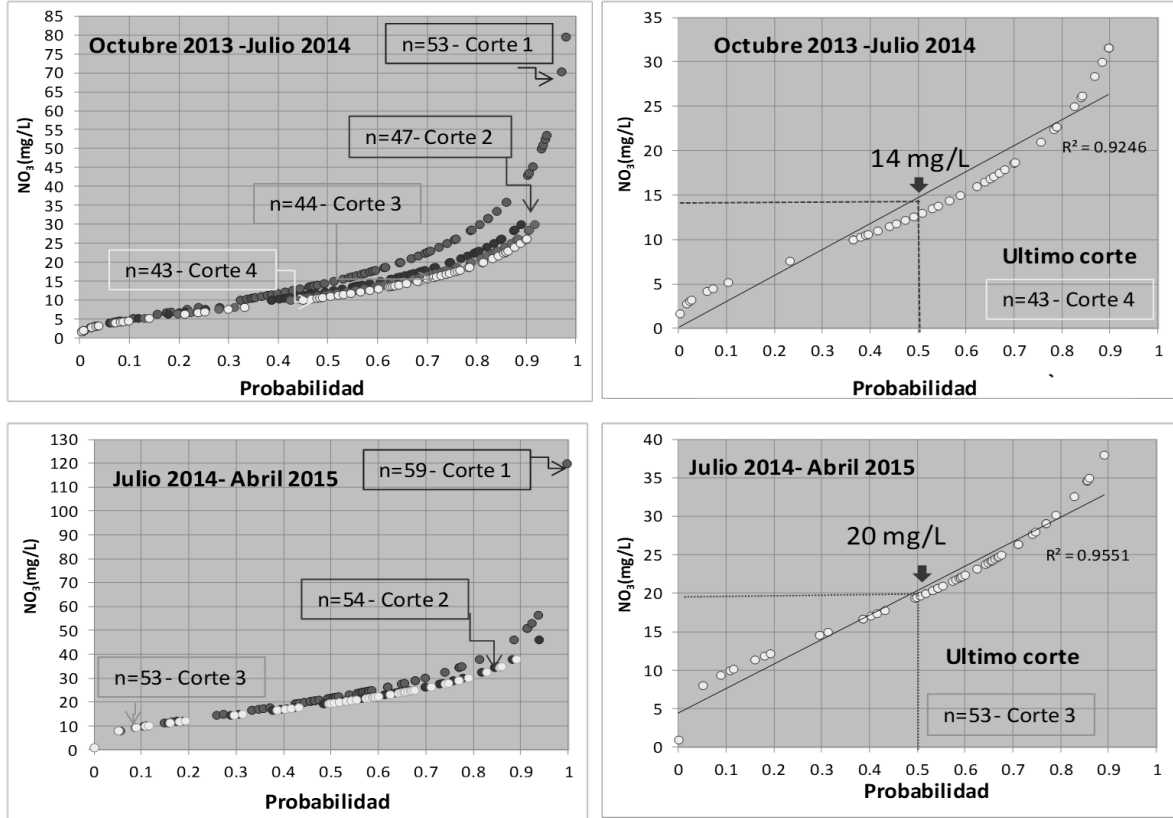 Octubre 2013 -Julio 2014
n=53 - Corte 1
n=47- Corte 2
n=44 - Corte 3
n=43 - Corte 4
NO3(mg/L)
85
80
75
70
65
60
55
50
45
40
35
30
25
20
15
10
5
0
0 0.1 0.2 0.3 0.4 0.5 0.6 0.7 0.8 0.9 1
Probabilidad
Octubre 2013 -Julio 2014
14 mg/L
R² = 0.9246
Ultimo corte
n=43 - Corte 4
NO3(mg/L)
35
30
25
20
15
10
5
0
0 0.1 0.2 0.3 0.4 0.5 0.6 0.7 0.8 0.9 1
Probabilidad
Julio 2014- Abril 2015
n=59 - Corte 1
n=54 - Corte 2
n=53 - Corte 3
NO3(mg/L)
130
120
110
100
90
80
70
60
50
40
30
20
10
0
0 0.1 0.2 0.3 0.4 0.5 0.6 0.7 0.8 0.9 1
Probabilidad
Julio 2014- Abril 2015
20 mg/L
R² = 0.9551
Ultimo corte
n=53 - Corte 3
NO3(mg/L)
40
35
30
25
20
15
10
5
0
0 0.1 0.2 0.3 0.4 0.5 0.6 0.7 0.8 0.9 1
Probabilidad